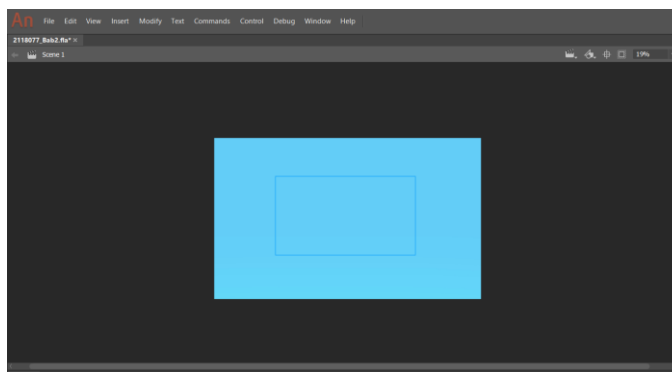 An File Edit View Insert Modify Text Commands Control Debug Window Help
2118077_Bab2.fla* ×
Scene 1 19%